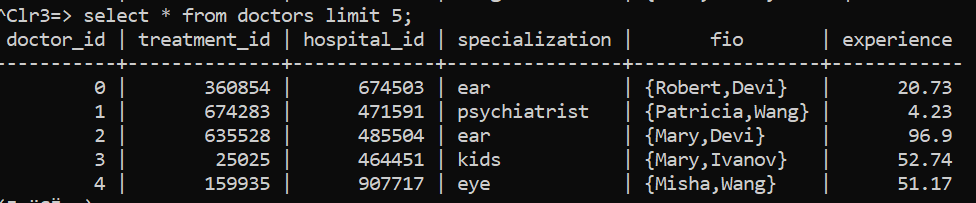 ^Clr3=> select * from doctors limit 5;
doctor_id | treatment_id | hospital_id | specialization | fio | experience
-----------+--------------+-------------+----------------+----------------+------------
0 | 360854 | 674503 | ear | {Robert,Devi} | 20.73
1 | 674283 | 471591 | psychiatrist | {Patricia,Wang} | 4.23
2 | 635528 | 485504 | ear | {Mary,Devi} | 96.9
3 | 25025 | 464451 | kids | {Mary,Ivanov} | 52.74
4 | 159935 | 907717 | eye | {Misha,Wang} | 51.17